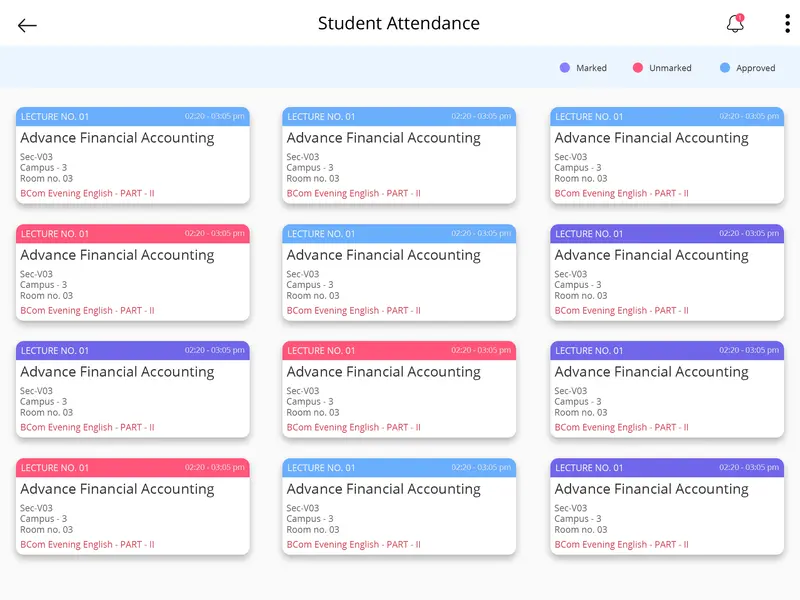 Student Attendance
1
Marked Unmarked Approved
LECTURE NO. 01 02:20 - 03:05 pm
Advance Financial Accounting
Sec-V03
Campus - 3
Room no. 03
BCom Evening English - PART - II
LECTURE NO. 01 02:20 - 03:05 pm
Advance Financial Accounting
Sec-V03
Campus - 3
Room no. 03
BCom Evening English - PART - II
LECTURE NO. 01 02:20 - 03:05 pm
Advance Financial Accounting
Sec-V03
Campus - 3
Room no. 03
BCom Evening English - PART - II
LECTURE NO. 01 02:20 - 03:05 pm
Advance Financial Accounting
Sec-V03
Campus - 3
Room no. 03
BCom Evening English - PART - II
LECTURE NO. 01 02:20 - 03:05 pm
Advance Financial Accounting
Sec-V03
Campus - 3
Room no. 03
BCom Evening English - PART - II
LECTURE NO. 01 02:20 - 03:05 pm
Advance Financial Accounting
Sec-V03
Campus - 3
Room no. 03
BCom Evening English - PART - II
LECTURE NO. 01 02:20 - 03:05 pm
Advance Financial Accounting
Sec-V03
Campus - 3
Room no. 03
BCom Evening English - PART - II
LECTURE NO. 01 02:20 - 03:05 pm
Advance Financial Accounting
Sec-V03
Campus - 3
Room no. 03
BCom Evening English - PART - II
LECTURE NO. 01 02:20 - 03:05 pm
Advance Financial Accounting
Sec-V03
Campus - 3
Room no. 03
BCom Evening English - PART - II
LECTURE NO. 01 02:20 - 03:05 pm
Advance Financial Accounting
Sec-V03
Campus - 3
Room no. 03
BCom Evening English - PART - II
LECTURE NO. 01 02:20 - 03:05 pm
Advance Financial Accounting
Sec-V03
Campus - 3
Room no. 03
BCom Evening English - PART - II
LECTURE NO. 01 02:20 - 03:05 pm
Advance Financial Accounting
Sec-V03
Campus - 3
Room no. 03
BCom Evening English - PART - II